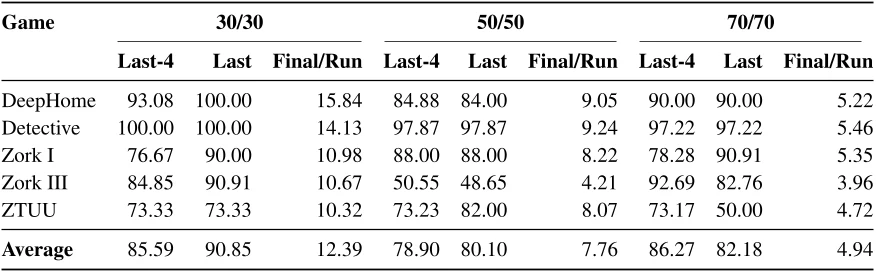 Game 30/30 50/50 70/70
Last-4 Last Final/Run Last-4 Last Final/Run Last-4 Last Final/Run
DeepHome 93.08 100.00 15.84 84.88 84.00 9.05 90.00 90.00 5.22
Detective 100.00 100.00 14.13 97.87 97.87 9.24 97.22 97.22 5.46
Zork I 76.67 90.00 10.98 88.00 88.00 8.22 78.28 90.91 5.35
Zork III 84.85 90.91 10.67 50.55 48.65 4.21 92.69 82.76 3.96
ZTUU 73.33 73.33 10.32 73.23 82.00 8.07 73.17 50.00 4.72
Average 85.59 90.85 12.39 78.90 80.10 7.76 86.27 82.18 4.94